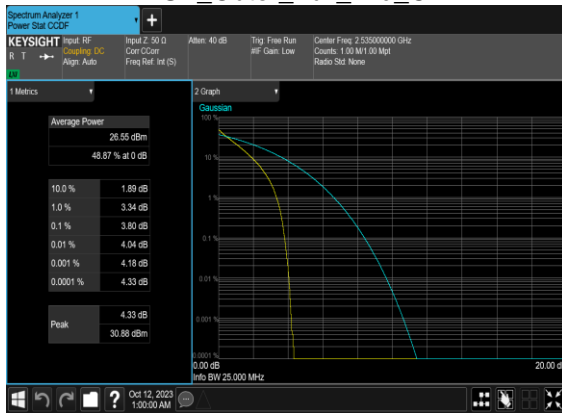 Spectrum Analyzer 1
Power Stat CCDF
+
KEYSIGHT
R T
LXI
Input: RF
Coupling: DC
Align: Auto
Input Z: 50 Ω
Corr CCorr
Freq Ref: Int (S)
Atten: 40 dB
Trig: Free Run
#IF Gain: Low
Center Freq: 2.535000000 GHz
Counts: 1.00 M/1.00 Mpt
Radio Std: None
1 Metrics
Average Power
26.55 dBm
48.87 % at 0 dB
10.0 % 1.89 dB
1.0 % 3.34 dB
0.1 % 3.80 dB
0.01 % 4.04 dB
0.001 % 4.18 dB
0.0001 % 4.33 dB
Peak
4.33 dB
30.88 dBm
2 Graph
Gaussian
100 %
10 %
1 %
0.1 %
0.01 %
0.001 %
0.0001 %
0.00 dB
20.00 d
Info BW 25.000 MHz
?
Oct 12, 2023
1:00:00 AM